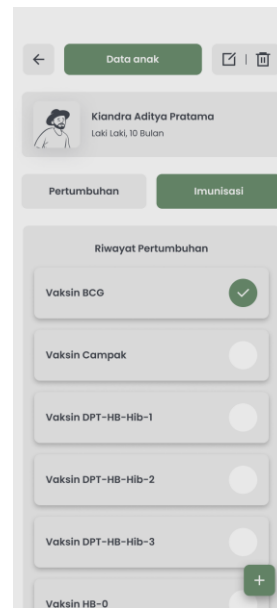 Data anak
Kiandra Aditya Pratama
Laki Laki, 10 Bulan
Pertumbuhan
Imunisasi
Riwayat Pertumbuhan
Vaksin BCG
Vaksin Campak
Vaksin DPT-HB-Hib-1
Vaksin DPT-HB-Hib-2
Vaksin DPT-HB-Hib-3
Vaksin HB-0